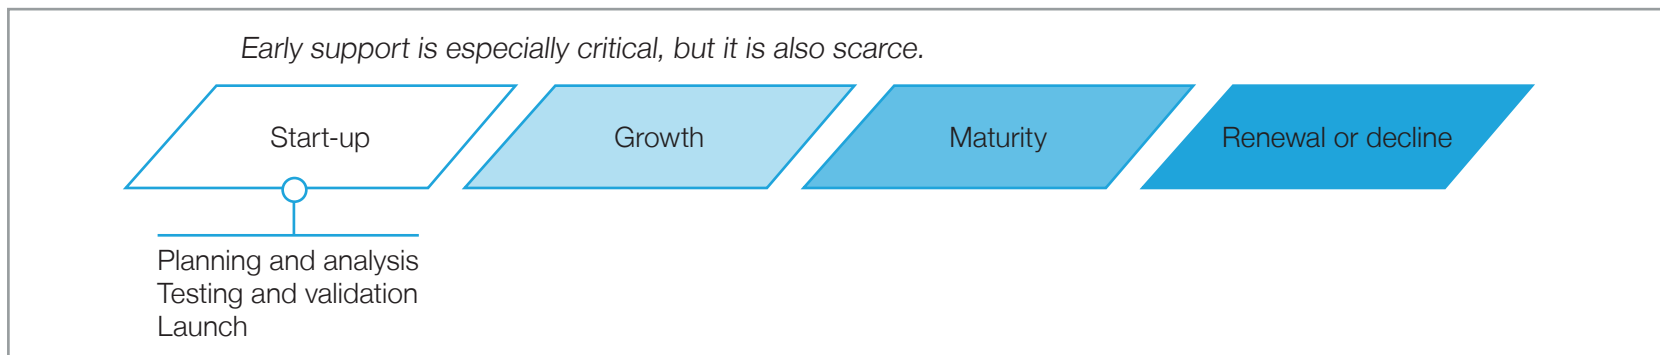 Early support is especially critical, but it is also scarce.
Start-up
Growth
Maturity
Renewal or decline
Planning and analysis
Testing and validation
Launch